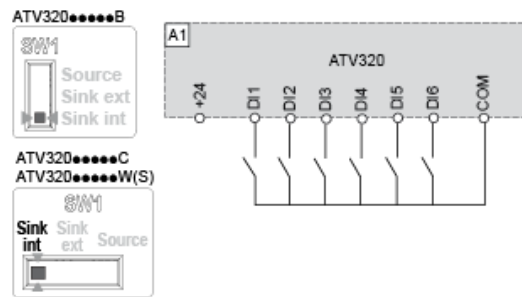 ATV320●●●●●B
SW1
Source
Sink ext
Sink int
ATV320●●●●●C
ATV320●●●●●W(S)
SW1
Sink int
Sink ext
Source
A1
ATV320
+24
DI1
DI2
DI3
DI4
DI5
DI6
COM